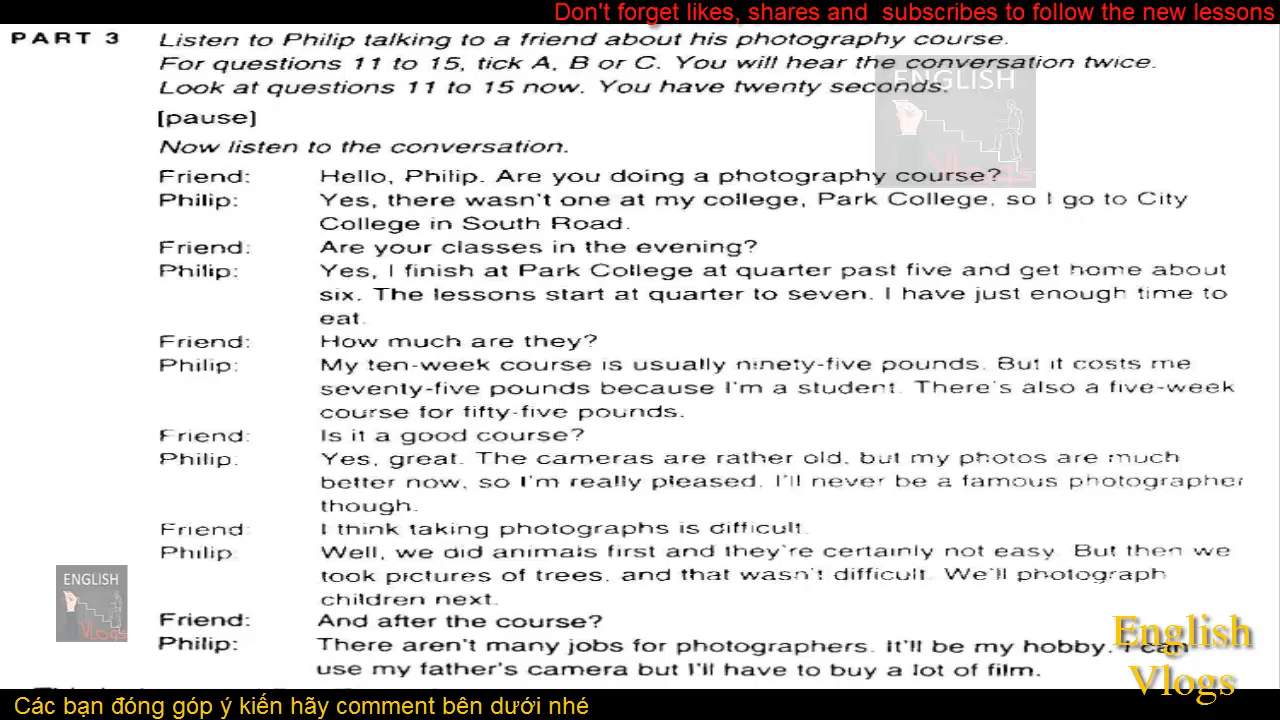 Don't forget likes, shares and subscribes to follow the new lessons
PART 3 Listen to Philip talking to a friend about his photography course.
For questions 11 to 15, tick A, B or C. You will hear the conversation twice.
Look at questions 11 to 15 now. You have twenty seconds.
ENGLISH
Vlogs
[pause]
Now listen to the conversation.
Friend: Hello, Philip. Are you doing a photography course?
Philip: Yes, there wasn't one at my college, Park College, so I go to City
College in South Road.
Friend: Are your classes in the evening?
Philip: Yes, I finish at Park College at quarter past five and get home about
six. The lessons start at quarter to seven. I have just enough time to
eat.
Friend: How much are they?
Philip: My ten-week course is usually ninety-five pounds. But it costs me
seventy-five pounds because I'm a student. There's also a five-week
course for fifty-five pounds.
Friend: Is it a good course?
Philip: Yes, great. The cameras are rather old, but my photos are much
better now, so I'm really pleased. I'll never be a famous photographer
though.
Friend: I think taking photographs is difficult.
Philip: Well, we did animals first and they're certainly not easy. But then we
took pictures of trees, and that wasn't difficult. We'll photograph
children next.
Friend: And after the course?
Philip: There aren't many jobs for photographers. It'll be my hobby. I can
use my father's camera but I'll have to buy a lot of film.
ENGLISH
Vlogs
English
Vlogs
Các bạn đóng góp ý kiến hãy comment bên dưới nhé